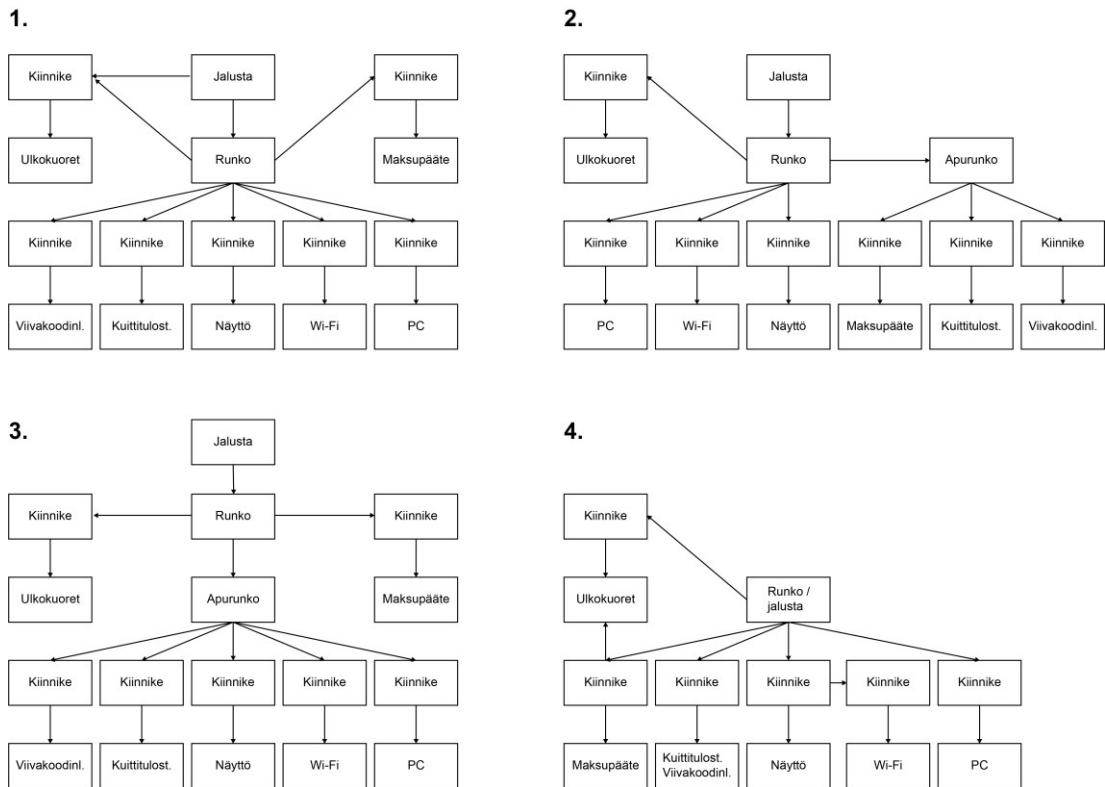 1.
Kiinnike
Jalusta
Kiinnike
Ulkokuoret
Runko
Maksupääte
Kiinnike
Kiinnike
Kiinnike
Kiinnike
Kiinnike
Viivakoodinl.
Kuittitulost.
Näyttö
Wi-Fi
PC
2.
Kiinnike
Jalusta
Ulkokuoret
Runko
Apurunko
Kiinnike
Kiinnike
Kiinnike
Kiinnike
Kiinnike
Kiinnike
PC
Wi-Fi
Näyttö
Maksupääte
Kuittitulost.
Viivakoodinl.
3.
Jalusta
Kiinnike
Runko
Kiinnike
Ulkokuoret
Apurunko
Maksupääte
Kiinnike
Kiinnike
Kiinnike
Kiinnike
Kiinnike
Viivakoodinl.
Kuittitulost.
Näyttö
Wi-Fi
PC
4.
Kiinnike
Ulkokuoret
Runko /
jalusta
Kiinnike
Kiinnike
Kiinnike
Kiinnike
Kiinnike
Maksupääte
Kuittitulost.
Viivakoodinl.
Näyttö
Wi-Fi
PC